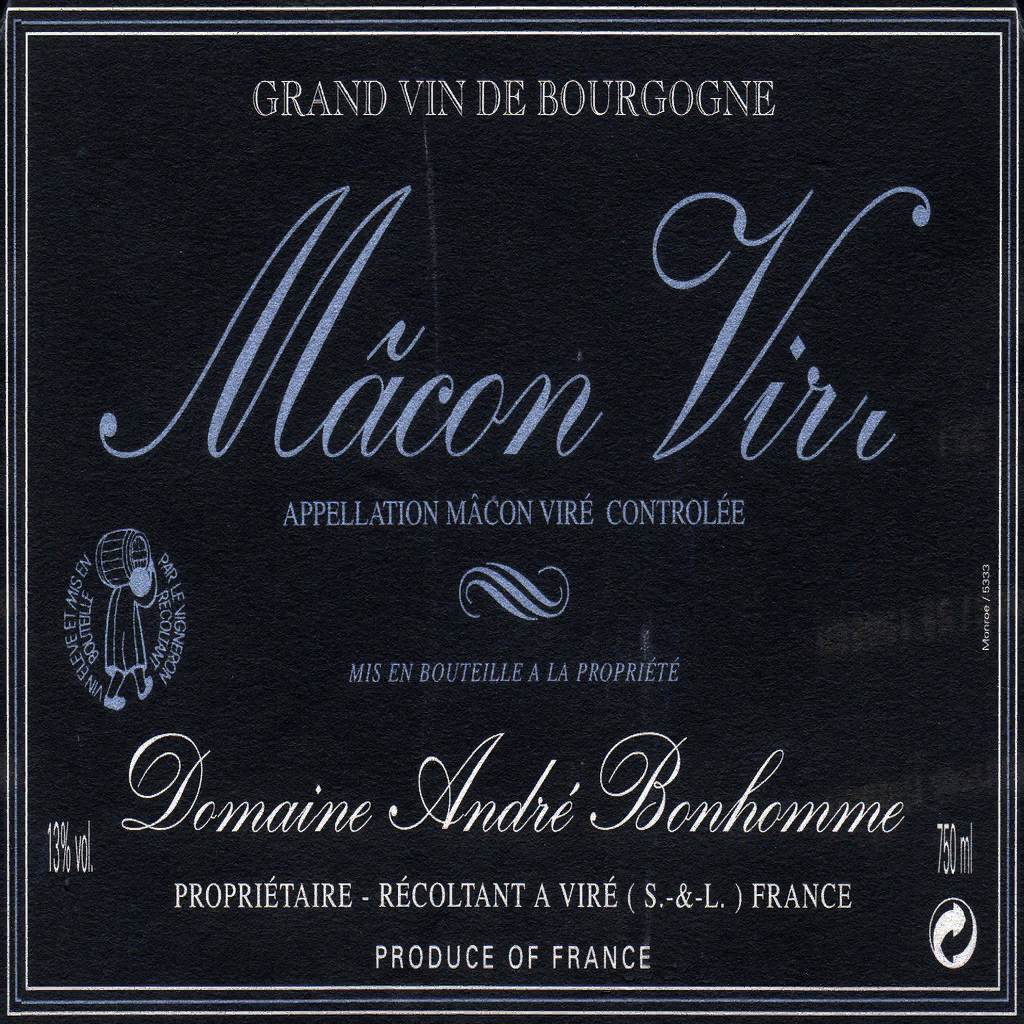 GRAND VIN DE BOURGOGNE
Mâcon Viré
APPELLATION MÂCON VIRÉ CONTROLÉE
VIN ELEVE ET MIS EN BOUTEILLE
PAR LE VIGNERON RECOLTANT
Monroe / 5333
MIS EN BOUTEILLE A LA PROPRIÉTÉ
Domaine André Bonhomme
13% vol.
750 ml
PROPRIÉTAIRE - RÉCOLTANT A VIRÉ ( S.-&-L. ) FRANCE
PRODUCE OF FRANCE